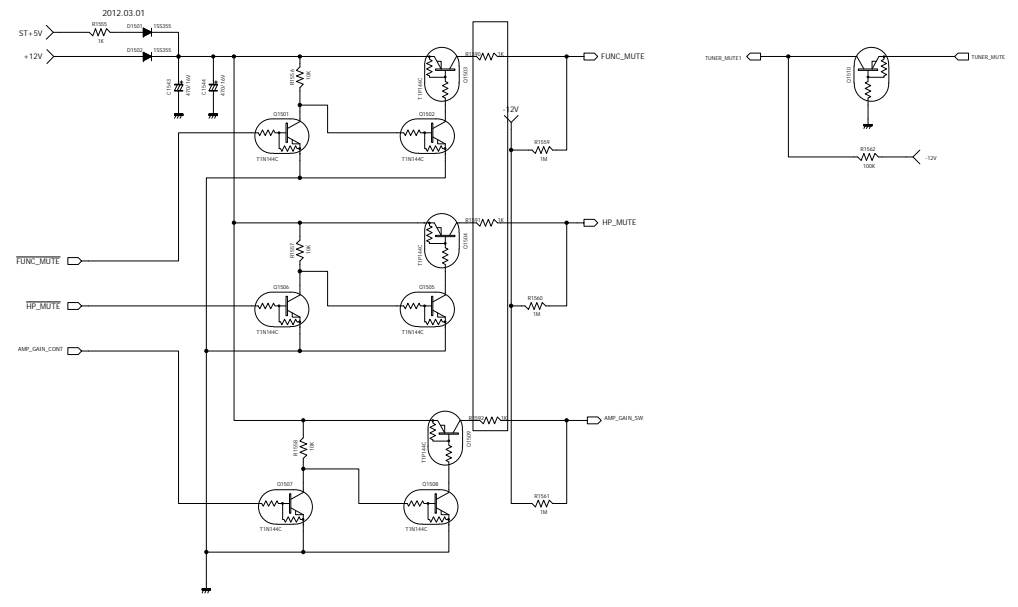 2012.03.01
ST+5V
R1555
1K
D1501
1SS355
+12V
D1502
1SS355
C1543
470/16V
C1544
470/16V
R1556
10K
T1P144C
Q1503
R1590
1K
FUNC_MUTE
TUNER_MUTE1
Q1510
TUNER_MUTE
-12V
Q1501
T1N144C
Q1502
T1N144C
R1559
1M
R1562
100K
-12V
R1557
10K
T1P144C
Q1504
R1591
1K
HP_MUTE
FUNC_MUTE
HP_MUTE
Q1506
T1N144C
Q1505
T1N144C
R1560
1M
AMP_GAIN_CONT
R1558
10K
T1P144C
Q1509
R1592
1K
AMP_GAIN_SW
Q1507
T1N144C
Q1508
T1N144C
R1561
1M